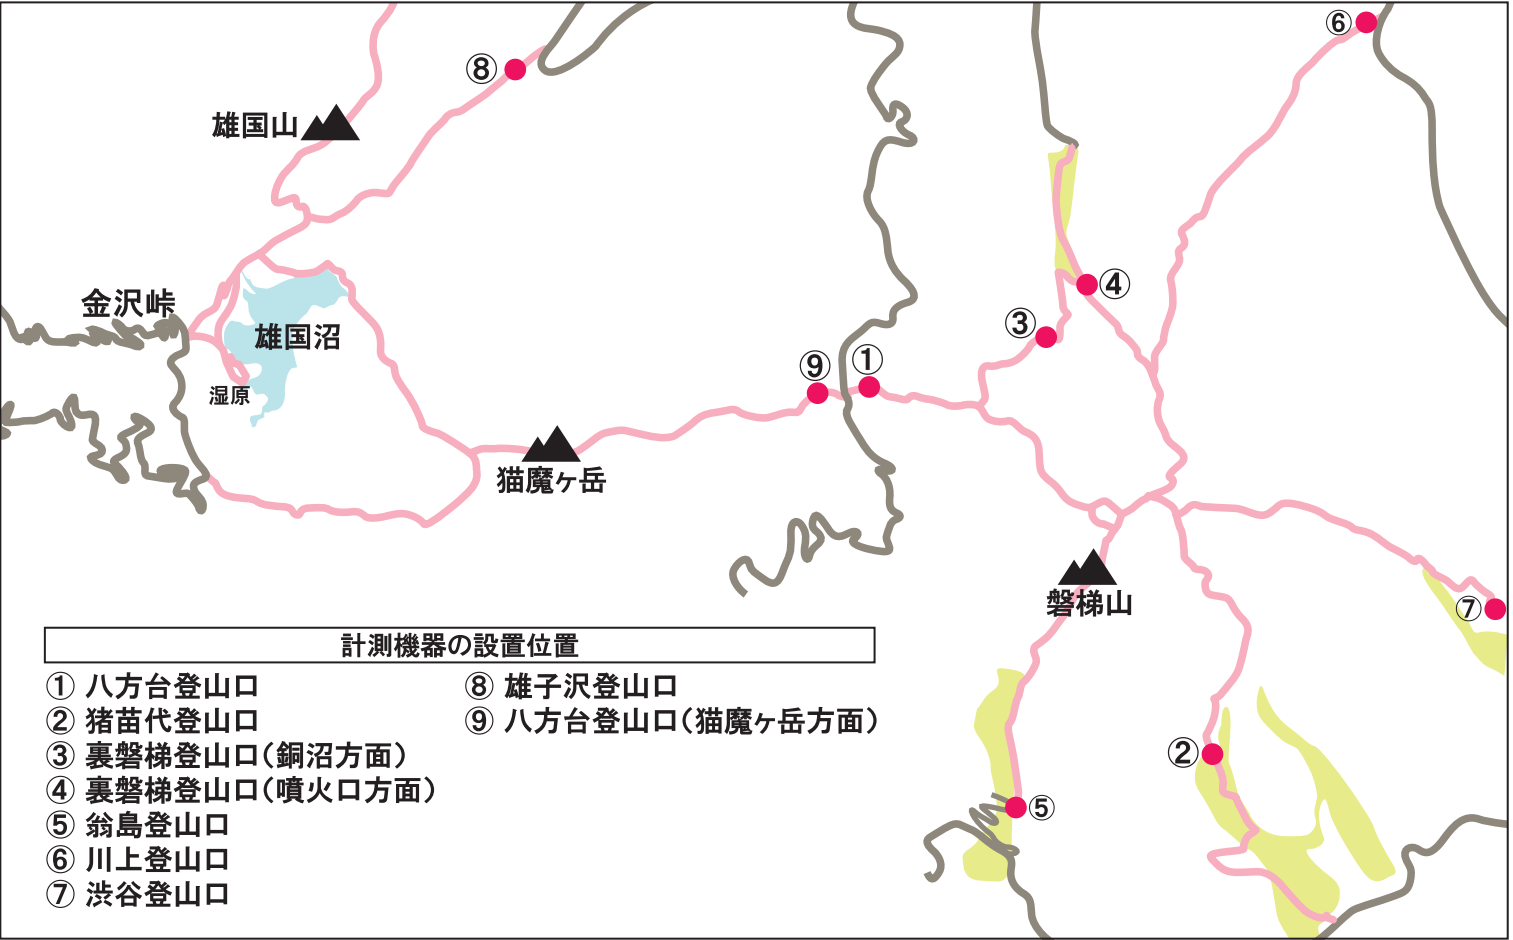 ⑥
⑧
雄国山
④
金沢峠
③
雄国沼
⑨
①
湿原
猫魔ヶ岳
磐梯山
⑦
計測機器の設置位置
① 八方台登山口
② 猪苗代登山口
③ 裏磐梯登山口(銅沼方面)
④ 裏磐梯登山口(噴火口方面)
⑤ 翁島登山口
⑥ 川上登山口
⑦ 渋谷登山口
⑧ 雄子沢登山口
⑨ 八方台登山口(猫魔ヶ岳方面)
②
⑤